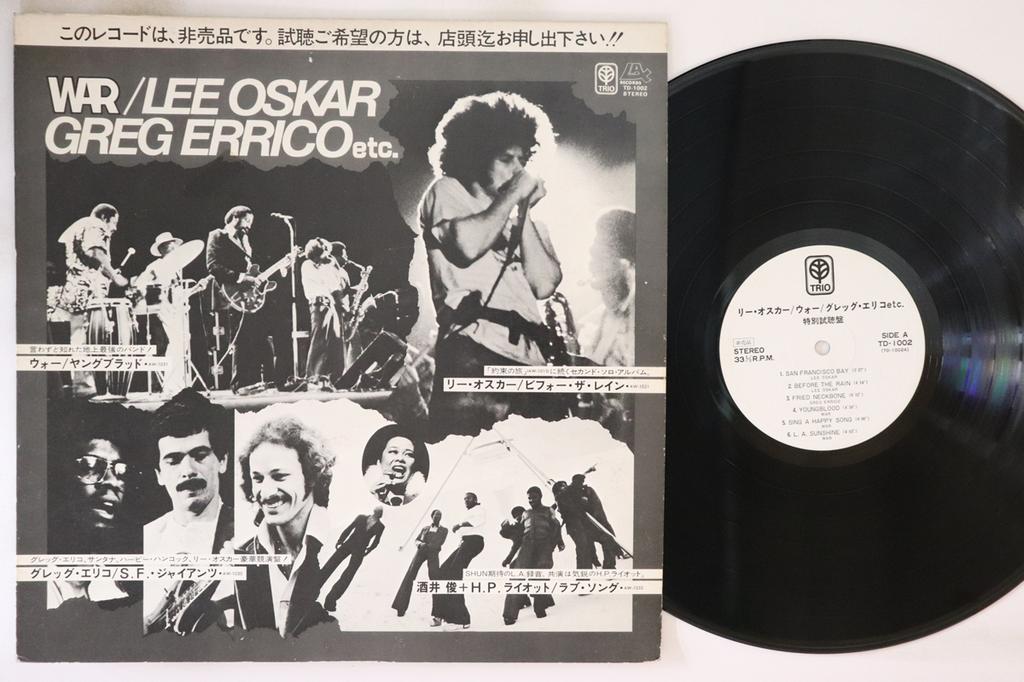 このレコードは、非売品です。試聴ご希望の方は、店頭迄お申し出下さい!!
WAR/LEE OSKAR
GREG ERRICO etc.
TRIO
RECORDS
TD-1002
STEREO
言わずと知れた地上最強のバンド!
ウォー/ヤングブラッド•
「約束の旅」に続くセカンド・ソロ・アルバム。
リー・オスカー/ビフォー・ザ・レイン•
グレッグ・エリコ、サンタナ、ハービー・ハンコック、リー・オスカー豪華競演盤!
グレッグ・エリコ/S.F.・ジャイアンツ•
SHUN期待のL.A.録音、共演は気鋭のH.P.ライオット。
酒井 俊+H.P.ライオット/ラブ・ソング•
TRIO
リー・オスカー/ウォー/グレッグ・エリコetc.
特別試聴盤
非売品
STEREO
33⅓R.P.M.
SIDE A
TD-1002
(TD-1002A)
1. SAN FRANCISCO BAY
LEE OSKAR
2. BEFORE THE RAIN
LEE OSKAR
3. FRIED NECKBONE
GREG ERRICO
4. YOUNGBLOOD
WAR
5. SING A HAPPY SONG
WAR
6. L. A. SUNSHINE
WAR